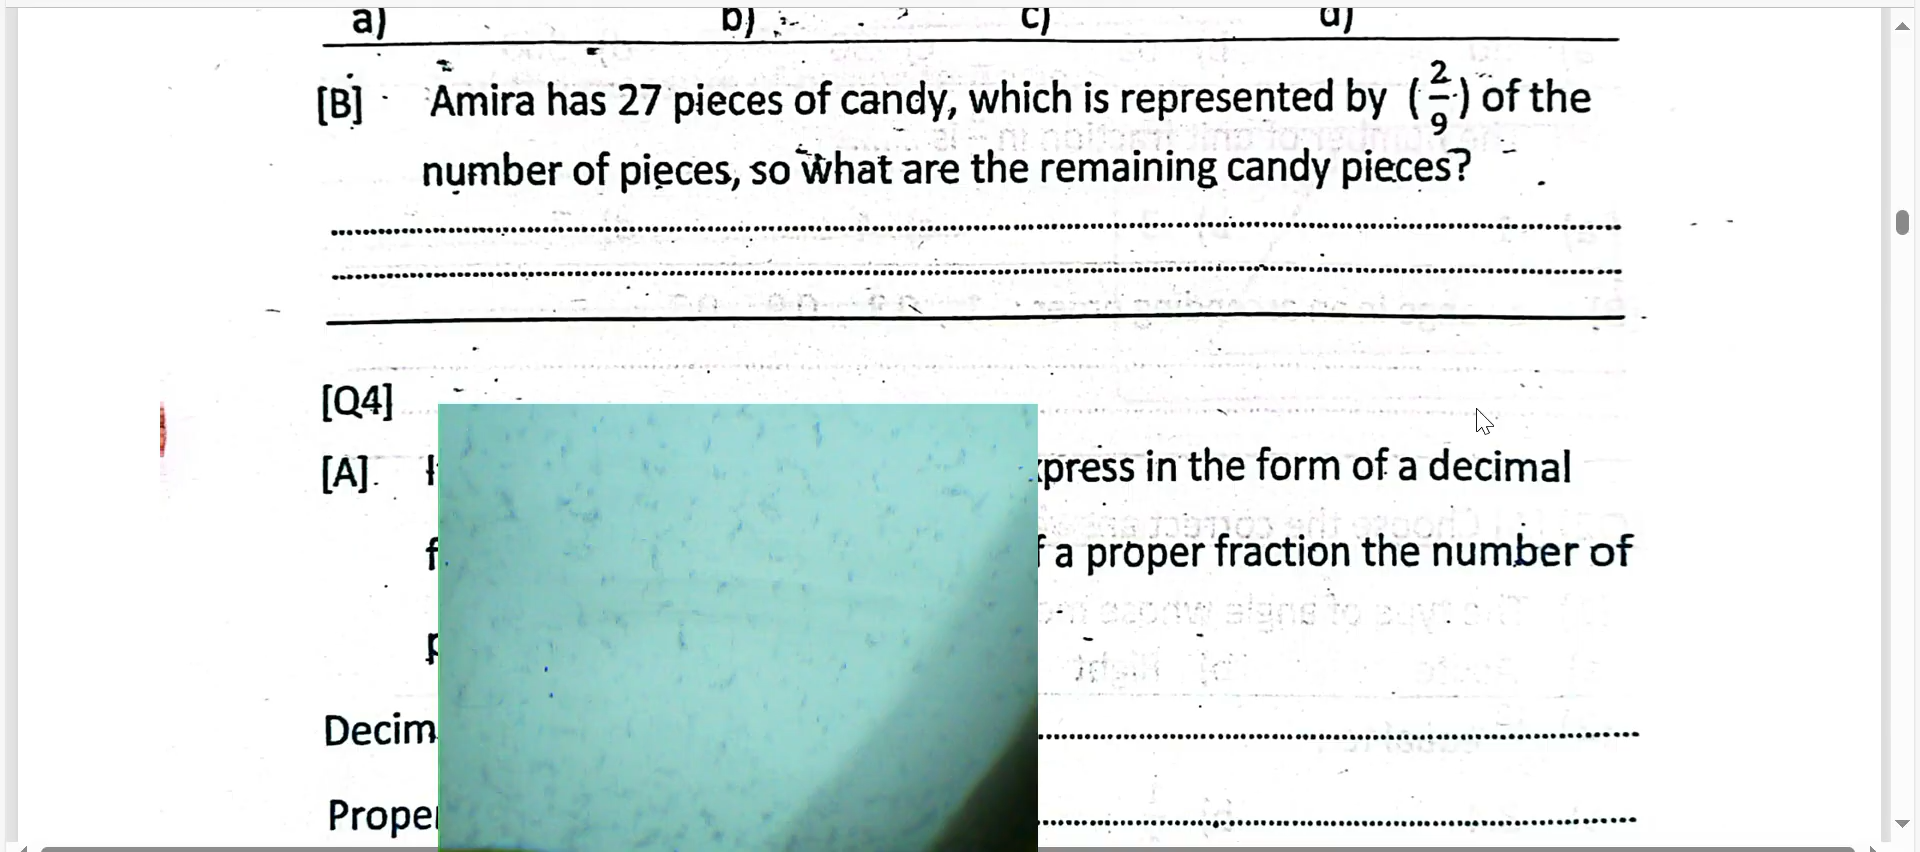 a) b) c) d)
[B] Amira has 27 pieces of candy, which is represented by (2/9) of the
number of pieces, so what are the remaining candy pieces?
[Q4]
[A]. press in the form of a decimal
a proper fraction the number of
Decim
Proper